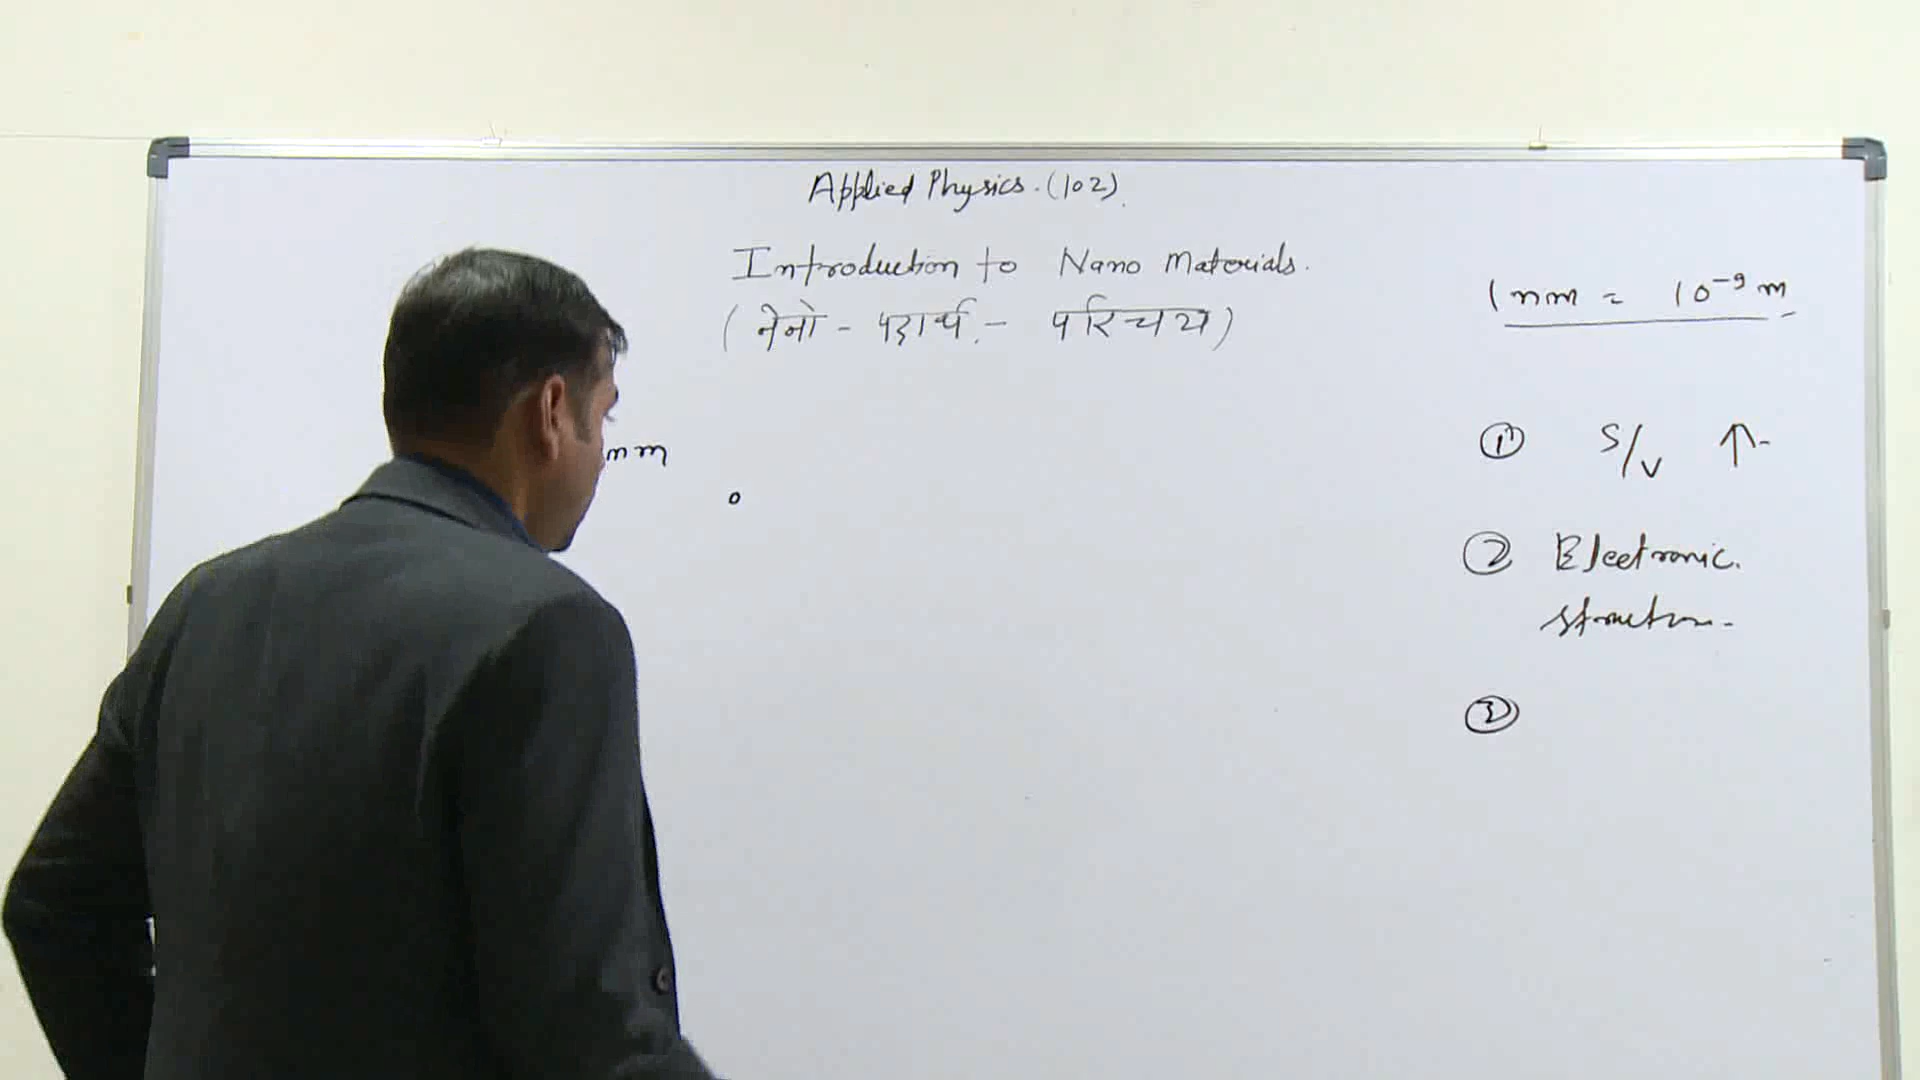 Applied Physics. (102).
Introduction to Nano Materials.
(नेनो - पदार्थ. - परिचय)
1 nm = 10⁻⁹ m
① S/V ↑
② Electronic.
structure.
③
nm